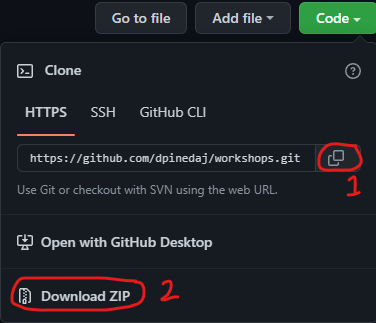 Go to file Add file Code
Clone
HTTPS SSH GitHub CLI
https://github.com/dpinedaj/workshops.git
1
Use Git or checkout with SVN using the web URL.
Open with GitHub Desktop
Download ZIP 2